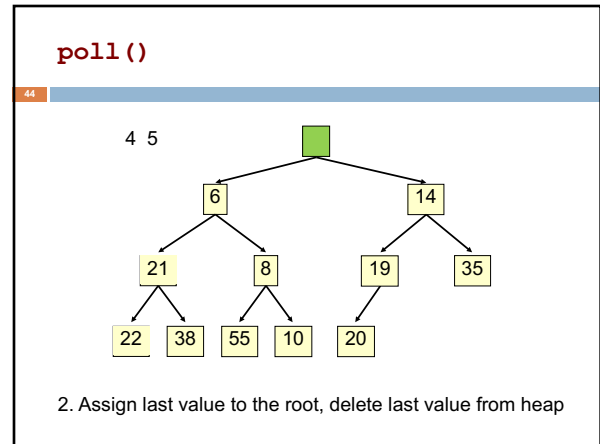 poll()
44
4 5
6 14
21 8 19 35
22 38 55 10 20
2. Assign last value to the root, delete last value from heap